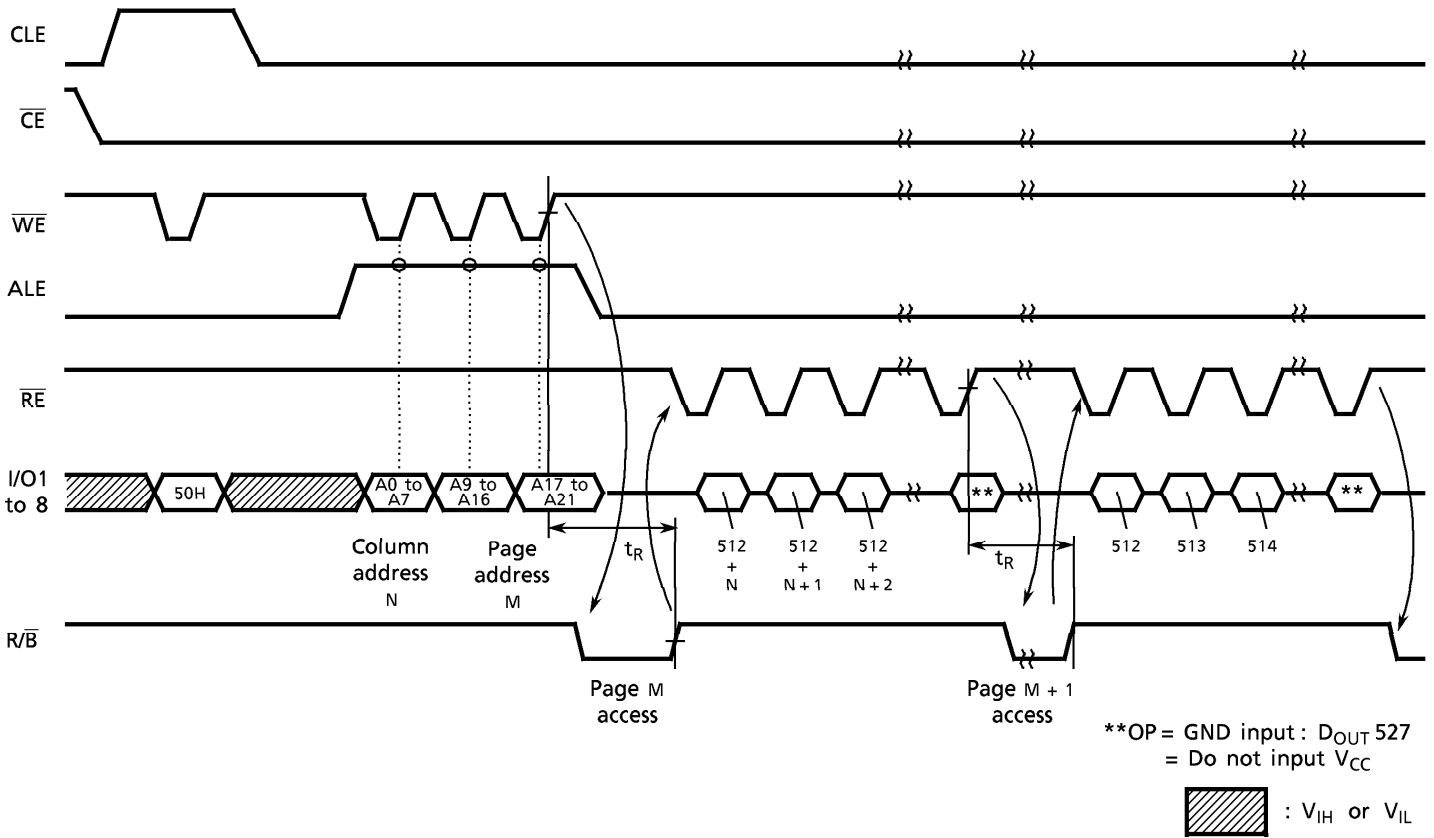 CLE
CE
WE
ALE
RE
I/O1
to 8
50H
A0 to
A7
A9 to
A16
A17 to
A21
**
**
Column
address
N
Page
address
M
tR
512
+
N
512
+
N + 1
512
+
N + 2
tR
512
513
514
R/B
Page M
access
Page M + 1
access
**OP = GND input : DOUT 527
= Do not input VCC
: VIH or VIL